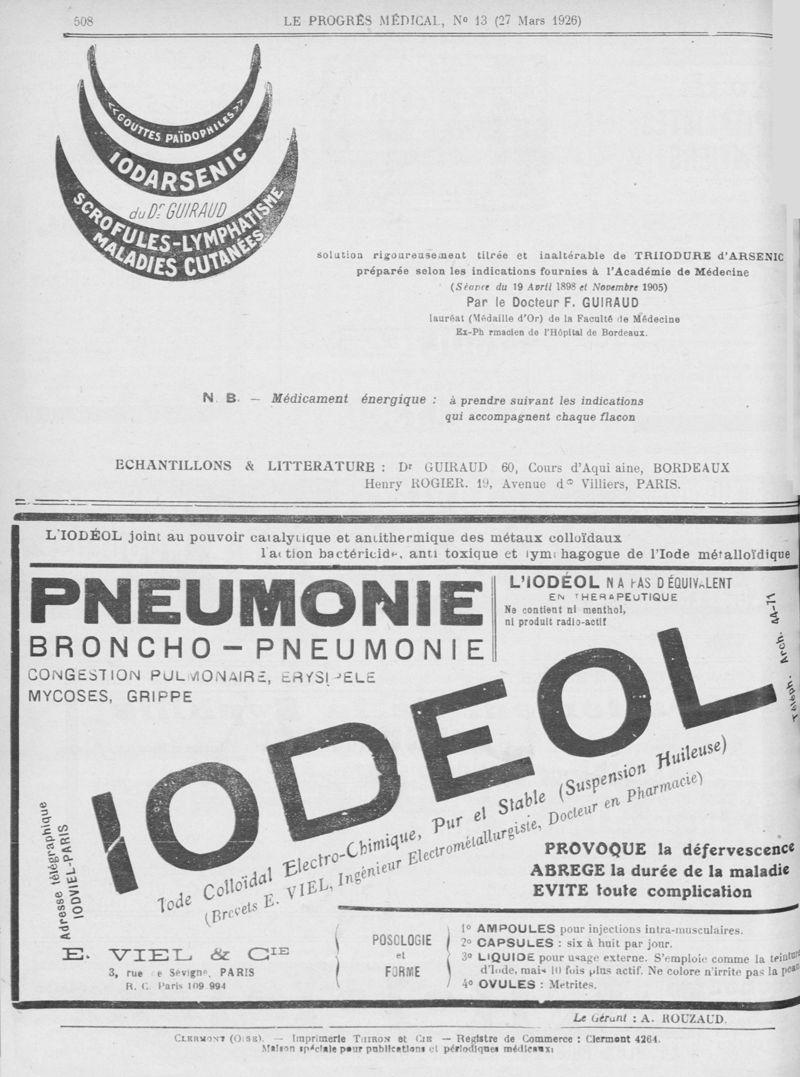 508
LE PROGRÈS MÉDICAL, No 13 (27 Mars 1926)
«GOUTTES PAÏDOPHILES»
IODARSENIC
du Dr GUIRAUD
SCROFULES-LYMPHATISME
MALADIES CUTANÉES
solution rigoureusement titrée et inaltérable de TRIIODURE d'ARSENIC
préparée selon les indications fournies à l'Académie de Médecine
(Séance du 19 Avril 1898 et Novembre 1905)
Par le Docteur F. GUIRAUD
lauréat (Médaille d'Or) de la Faculté de Médecine
Ex-Ph rmacien de l'Hôpital de Bordeaux.
N. B. — Médicament énergique : à prendre suivant les indications
qui accompagnent chaque flacon
ECHANTILLONS & LITTERATURE : Dr GUIRAUD 60, Cours d'Aqui aine, BORDEAUX
Henry ROGIER. 19, Avenue de Villiers, PARIS.
L'IODÉOL joint au pouvoir catalytique et antithermique des métaux colloïdaux
l'action bactéricide, anti toxique et lymphagogue de l'Iode métalloïdique
PNEUMONIE
BRONCHO-PNEUMONIE
CONGESTION PULMONAIRE, ERYSIPELE
MYCOSES, GRIPPE
L'IODÉOL N A PAS D'ÉQUIVALENT
EN THERAPEUTIQUE
Ne contient ni menthol,
ni produit radio-actif
Téléph. Arch. 44-71
IODEOL
Iode Colloïdal Electro-Chimique, Pur et Stable (Suspension Huileuse)
(Brevets E. VIEL, Ingénieur Electrométallurgiste, Docteur en Pharmacie)
Adresse télégraphique
IODVIEL-PARIS
PROVOQUE la défervescence
ABREGE la durée de la maladie
EVITE toute complication
E. VIEL & CIE
3, rue de Sévigné, PARIS
R. C. Paris 109 994
POSOLOGIE
et
FORME
1o AMPOULES pour injections intra-musculaires.
2o CAPSULES : six à huit par jour.
3o LIQUIDE pour usage externe. S'emploie comme la teinture
d'Iode, mais 10 fois plus actif. Ne colore n'irrite pas la peau
4o OVULES : Metrites.
Le Gérant : A. ROUZAUD.
CLERMONT (OISE). — Imprimerie THIRON et CIE — Registre de Commerce : Clermont 4264.
Maison spéciale pour publications et périodiques médicaux